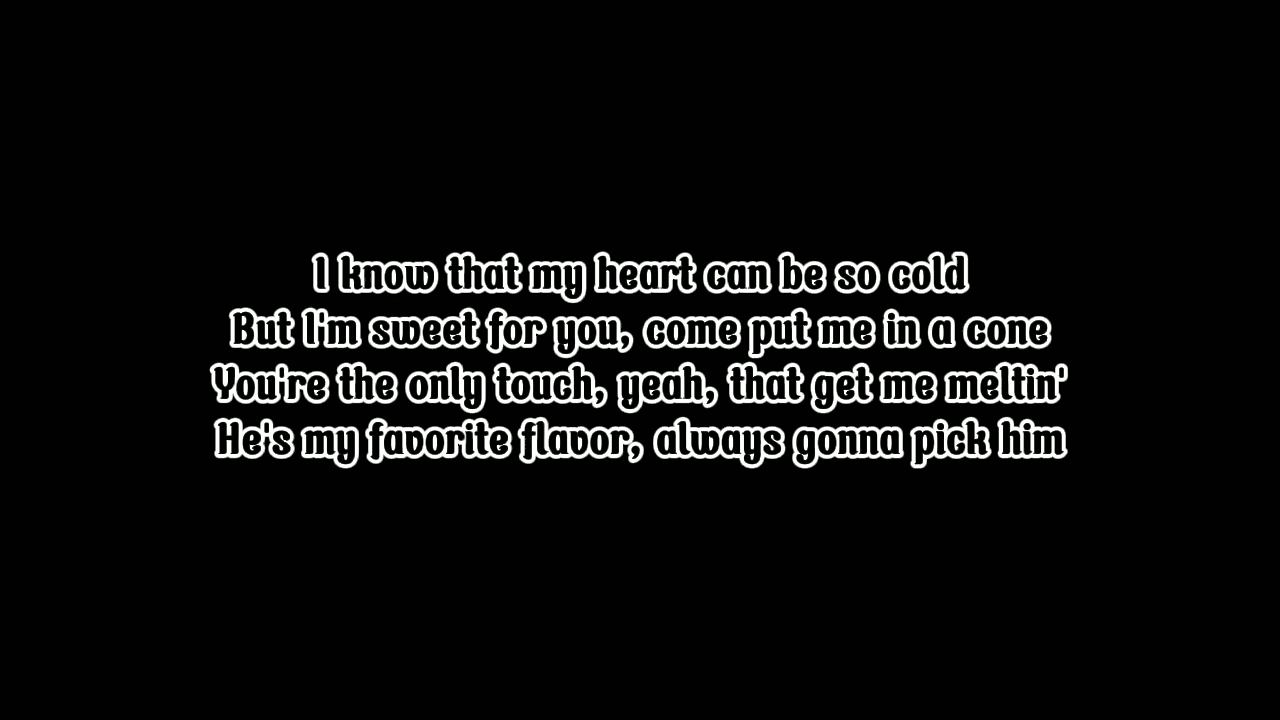 I know that my heart can be so cold
But I'm sweet for you, come put me in a cone
You're the only touch, yeah, that get me meltin'
He's my favorite flavor, always gonna pick him